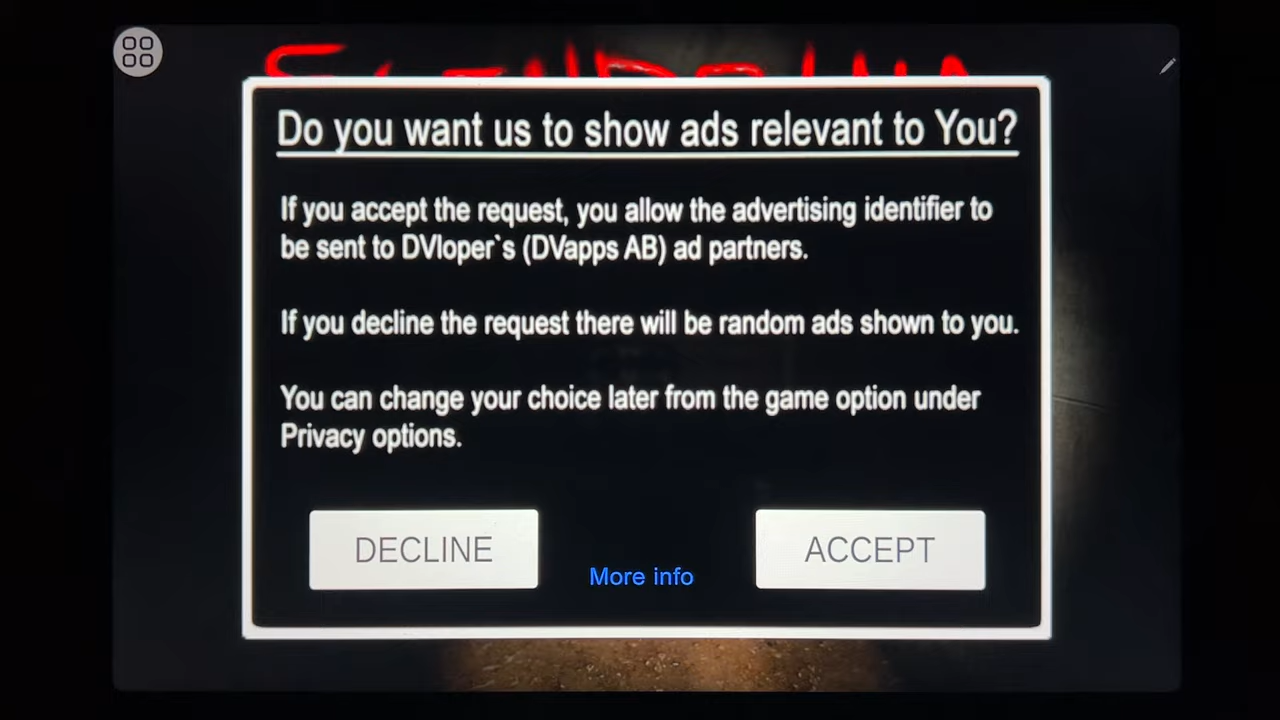 Do you want us to show ads relevant to You?
If you accept the request, you allow the advertising identifier to
be sent to DVloper`s (DVapps AB) ad partners.
If you decline the request there will be random ads shown to you.
You can change your choice later from the game option under
Privacy options.
DECLINE
More info
ACCEPT